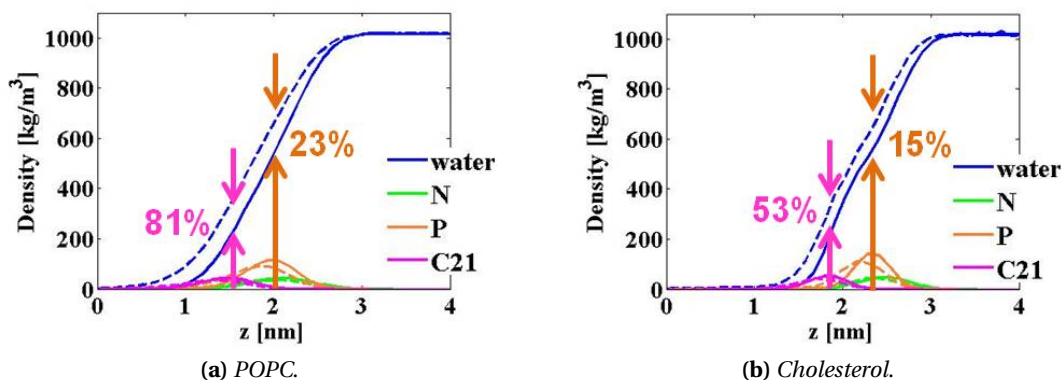 1000
800
600
400
200
0
Density [kg/m³]
81%
23%
water
N
P
C21
0 1 2 3 4
z [nm]
(a) POPC.
1000
800
600
400
200
0
Density [kg/m³]
53%
15%
water
N
P
C21
0 1 2 3 4
z [nm]
(b) Cholesterol.